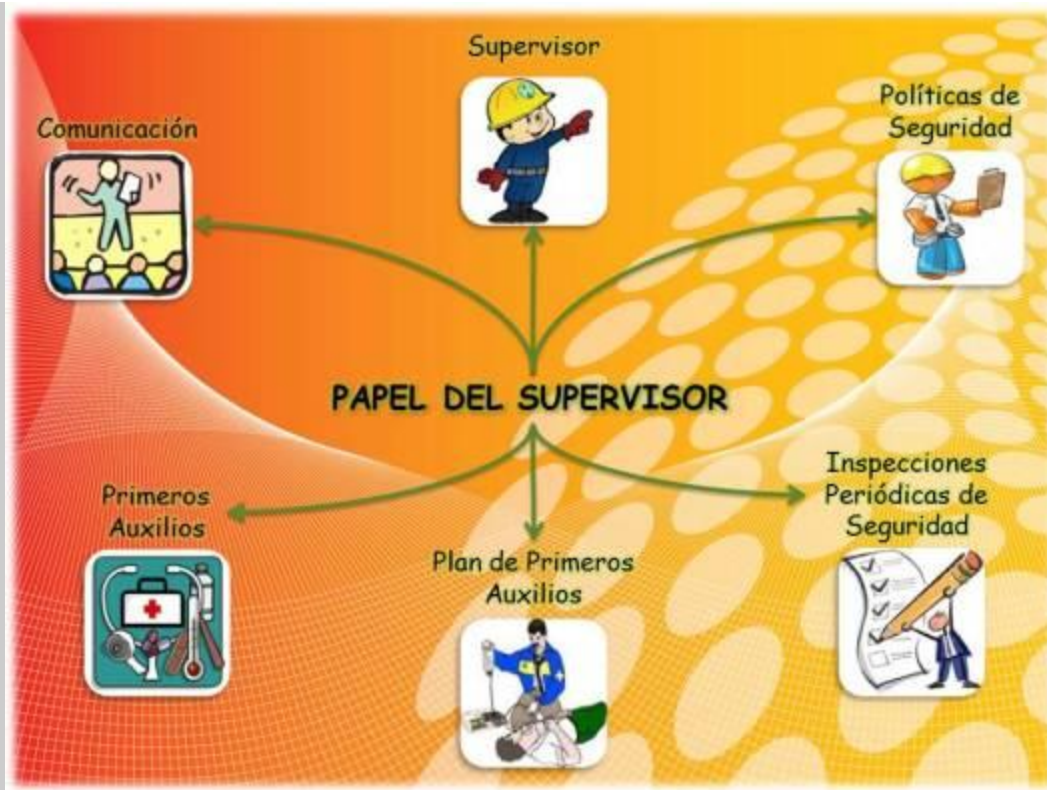 Supervisor
Comunicación
Políticas de
Seguridad
PAPEL DEL SUPERVISOR
Primeros
Auxilios
Plan de Primeros
Auxilios
Inspecciones
Periódicas de
Seguridad